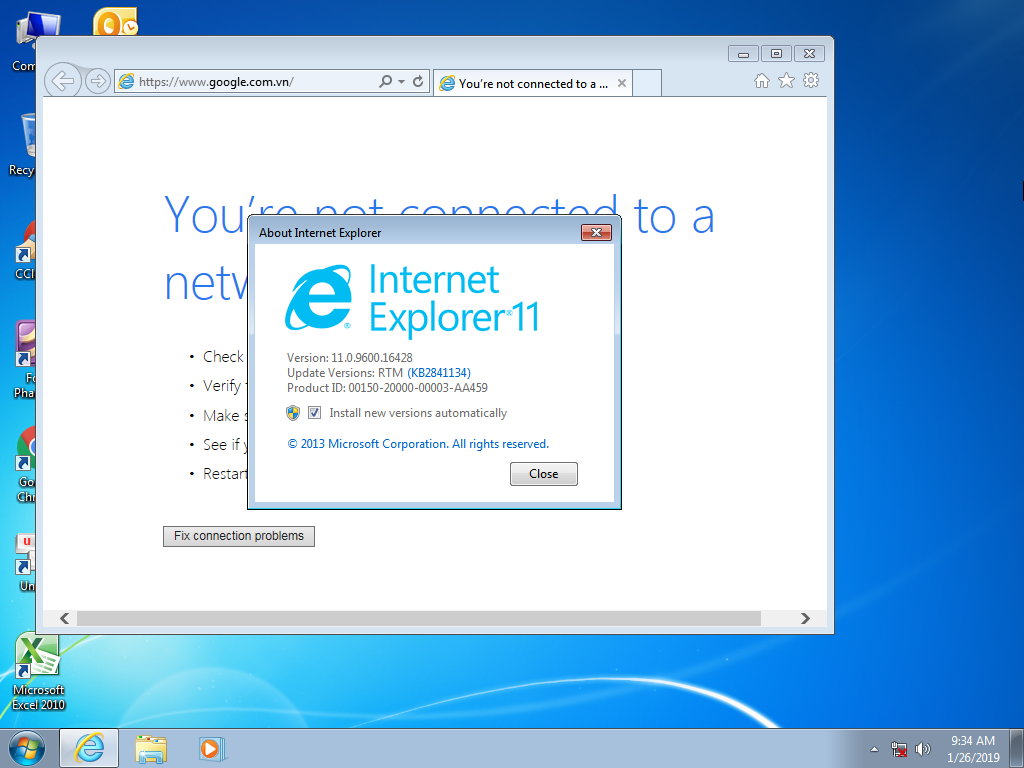 Com
https://www.google.com.vn/
You're not connected to a ...
Recy
You're not connected to a
netw
About Internet Explorer
Internet
Explorer®11
CCl
Version: 11.0.9600.16428
Update Versions: RTM (KB2841134)
Product ID: 00150-20000-00003-AA459
Install new versions automatically
© 2013 Microsoft Corporation. All rights reserved.
Close
• Check
• Verify
• Make s
• See if y
• Restart
Fo
Pha
Go
Chr
Fix connection problems
u
Un
Microsoft
Excel 2010
9:34 AM
1/26/2019